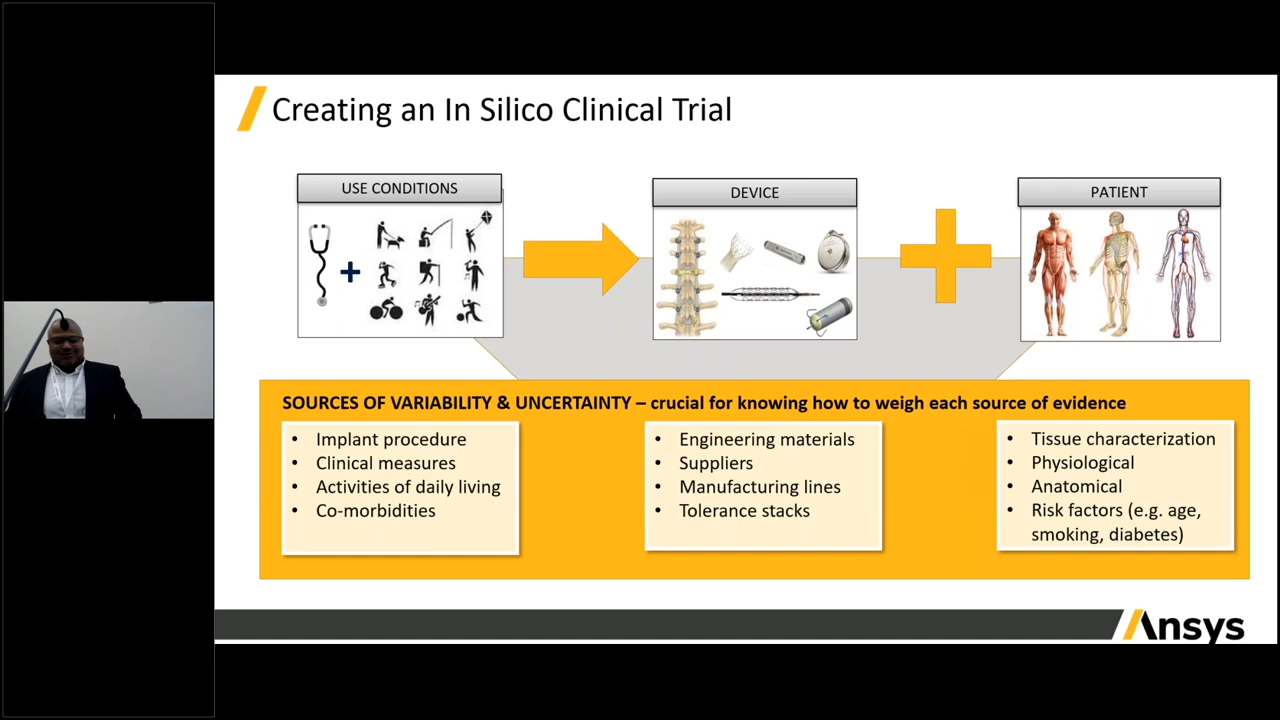 Creating an In Silico Clinical Trial
USE CONDITIONS
DEVICE
PATIENT
SOURCES OF VARIABILITY & UNCERTAINTY – crucial for knowing how to weigh each source of evidence
• Implant procedure
• Clinical measures
• Activities of daily living
• Co-morbidities
• Engineering materials
• Suppliers
• Manufacturing lines
• Tolerance stacks
• Tissue characterization
• Physiological
• Anatomical
• Risk factors (e.g. age,
smoking, diabetes)
Ansys